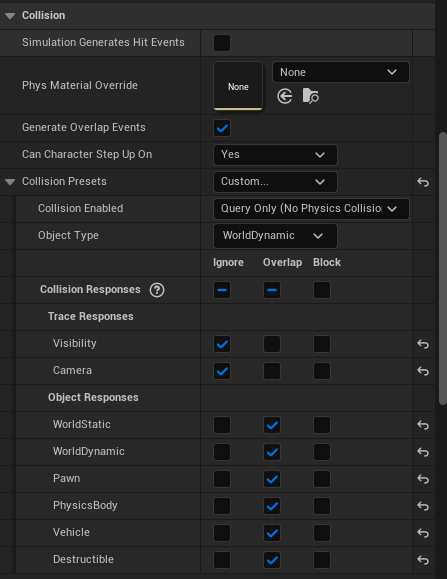 Collision
Simulation Generates Hit Events
Phys Material Override
None
None
Generate Overlap Events
Can Character Step Up On
Yes
Collision Presets
Custom...
Collision Enabled
Query Only (No Physics Collisio
Object Type
WorldDynamic
Ignore Overlap Block
Collision Responses ?
Trace Responses
Visibility
Camera
Object Responses
WorldStatic
WorldDynamic
Pawn
PhysicsBody
Vehicle
Destructible